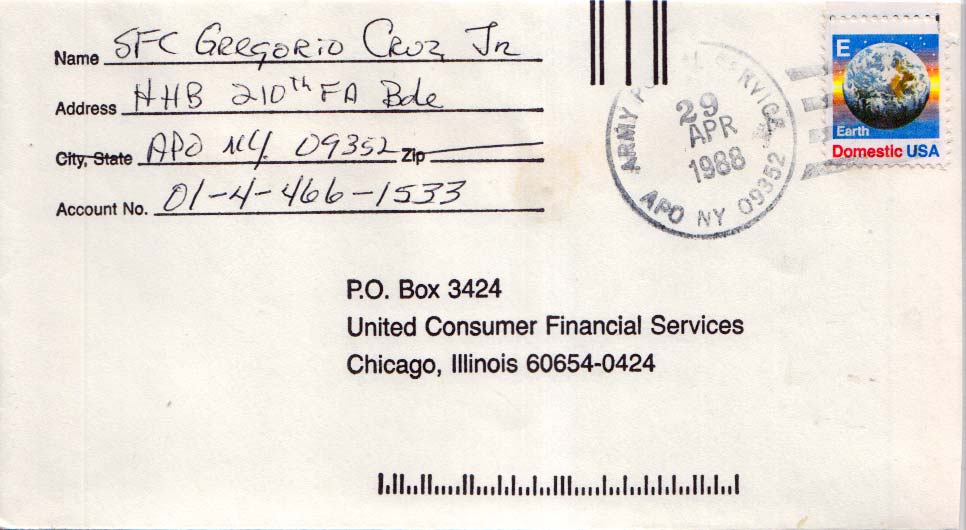 Name SFC Gregorio Cruz Jr
Address HHB 210th FA Bde
City, State APO NY. 09352 Zip
Account No. 01-4-466-1533
ARMY POSTAL SERVICE
29
APR
1988
APO NY 09352
E
Earth
Domestic USA
P.O. Box 3424
United Consumer Financial Services
Chicago, Illinois 60654-0424